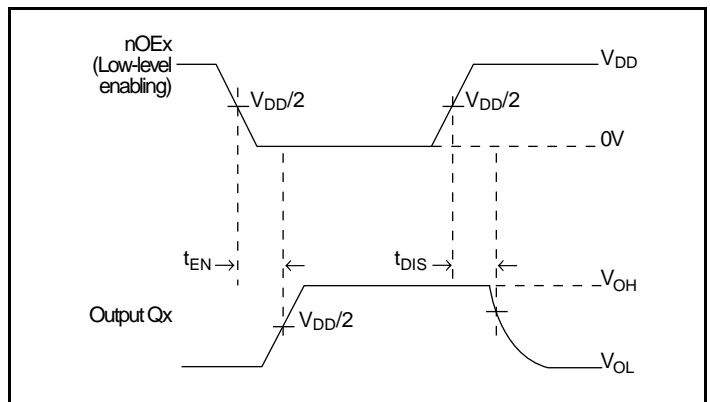 nOEx
(Low-level
enabling)
V_DD/2
V_DD/2
V_DD
0V
t_EN
t_DIS
V_OH
Output Qx
V_DD/2
V_OL